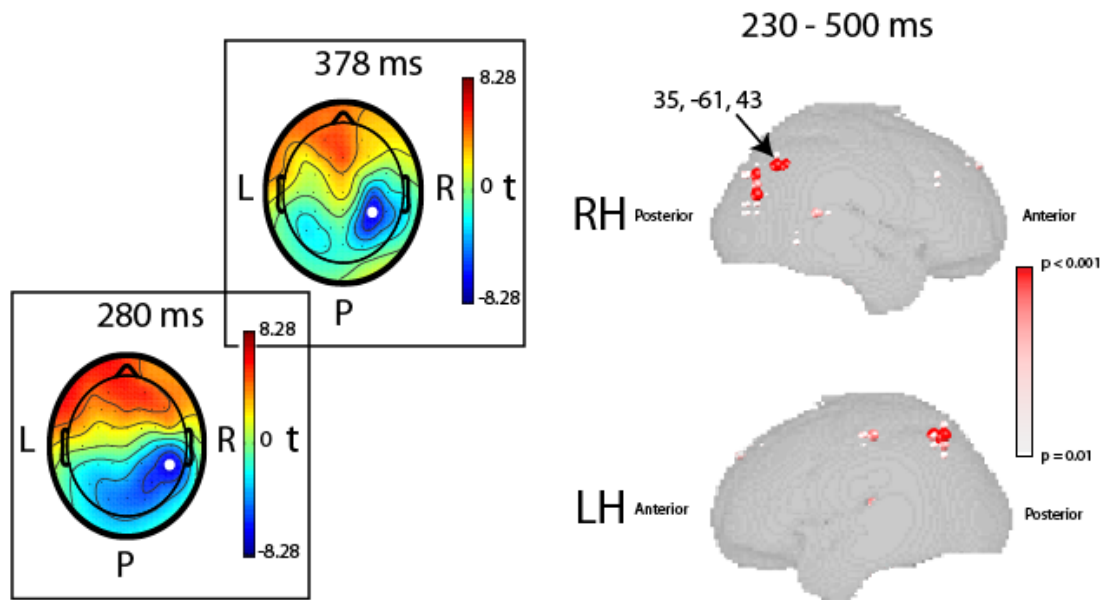 230 - 500 ms
378 ms
8.28
L
R
0
t
-8.28
P
280 ms
8.28
L
R
0
t
-8.28
P
35, -61, 43
RH
Posterior
Anterior
p < 0.001
p = 0.01
LH
Anterior
Posterior